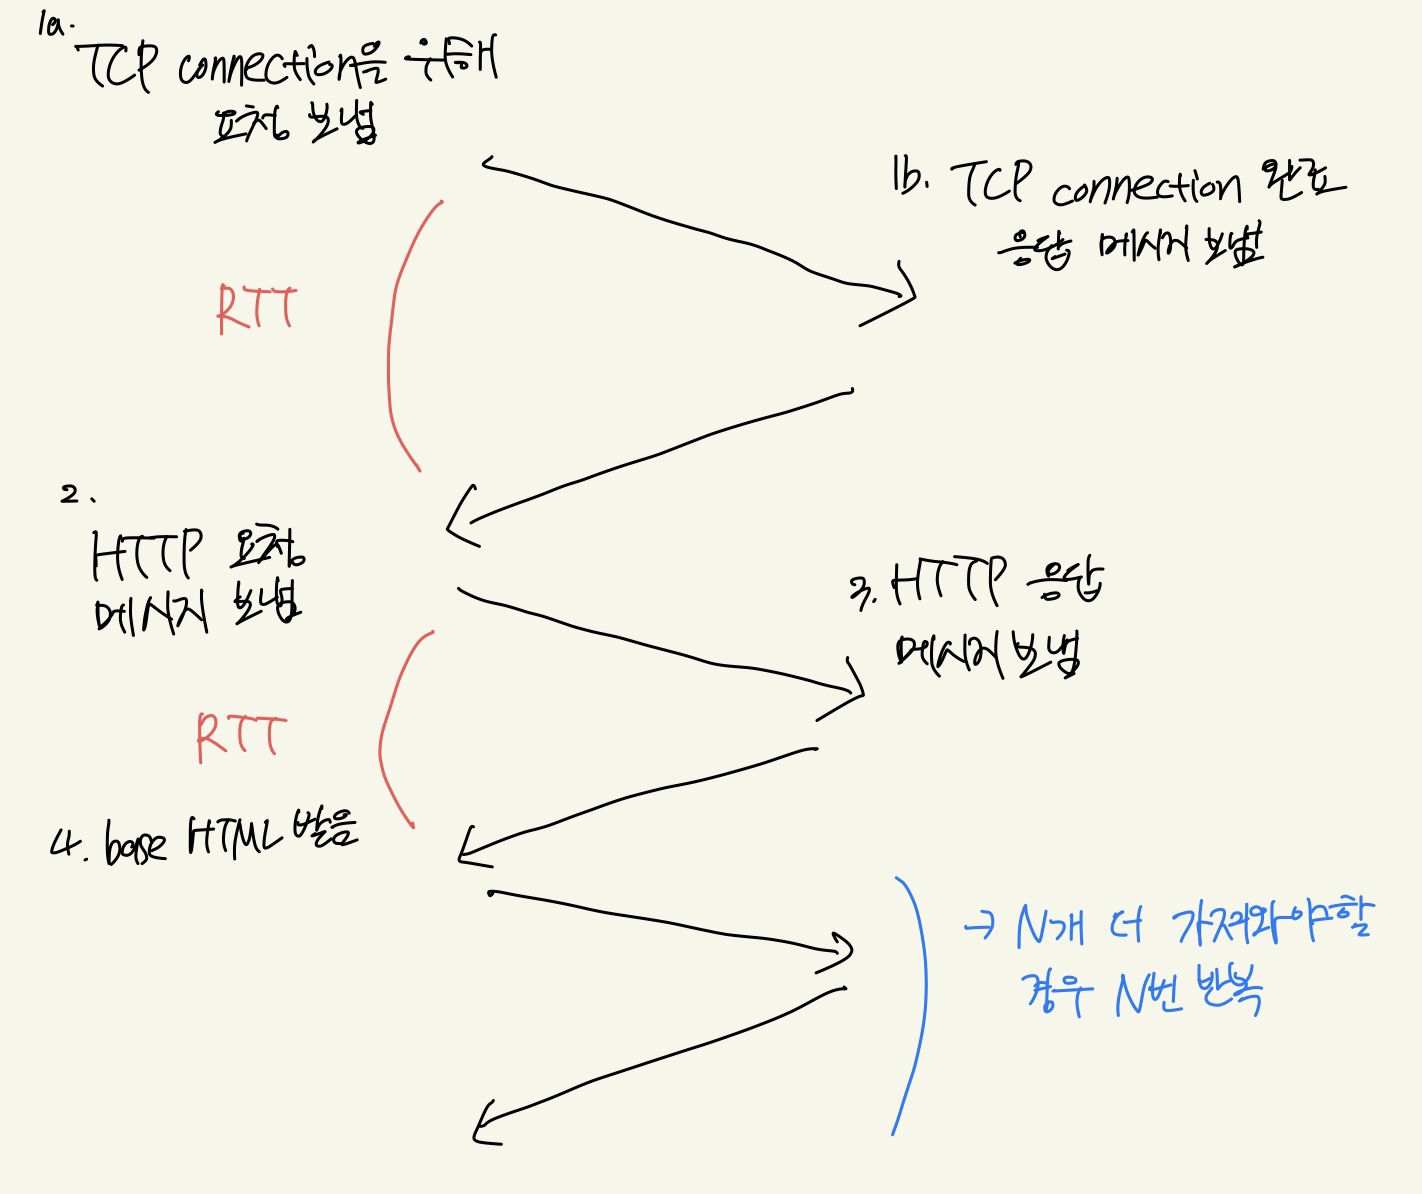 1a.
TCP connection을 위해
요청 보냄
1b. TCP connection 완료
응답 메시지 보냄
RTT
2.
HTTP 요청
메시지 보냄
3. HTTP 응답
메시지 보냄
RTT
4. base HTML 받음
→ N개 더 가져와야할
경우 N번 반복